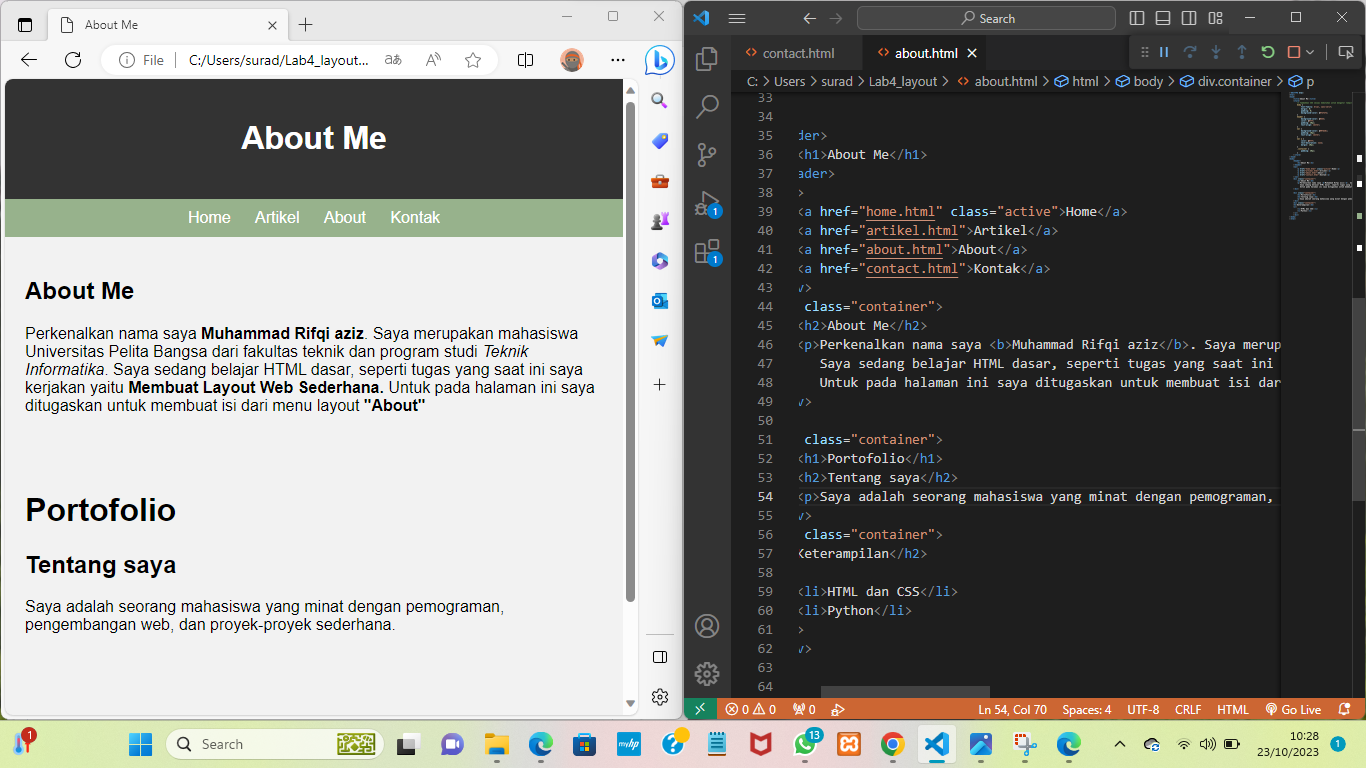 About Me
File
C:/Users/surad/Lab4_layout...
About Me
Home Artikel About Kontak
About Me
Perkenalkan nama saya Muhammad Rifqi aziz. Saya merupakan mahasiswa
Universitas Pelita Bangsa dari fakultas teknik dan program studi Teknik
Informatika. Saya sedang belajar HTML dasar, seperti tugas yang saat ini saya
kerjakan yaitu Membuat Layout Web Sederhana. Untuk pada halaman ini saya
ditugaskan untuk membuat isi dari menu layout "About"
Portofolio
Tentang saya
Saya adalah seorang mahasiswa yang minat dengan pemograman,
pengembangan web, dan proyek-proyek sederhana.
Search
contact.html about.html
C: > Users > surad > Lab4_layout > about.html > html > body > div.container > p
33
34
35 der>
36 <h1>About Me</h1>
37 ader>
38 >
39 <a href="home.html" class="active">Home</a>
40 <a href="artikel.html">Artikel</a>
41 <a href="about.html">About</a>
42 <a href="contact.html">Kontak</a>
43 v>
44 class="container">
45 <h2>About Me</h2>
46 <p>Perkenalkan nama saya <b>Muhammad Rifqi aziz</b>. Saya merup
47 Saya sedang belajar HTML dasar, seperti tugas yang saat ini
48 Untuk pada halaman ini saya ditugaskan untuk membuat isi dar
49 v>
50
51 class="container">
52 <h1>Portofolio</h1>
53 <h2>Tentang saya</h2>
54 <p>Saya adalah seorang mahasiswa yang minat dengan pemograman,
55 v>
56 class="container">
57 Keterampilan</h2>
58
59 <li>HTML dan CSS</li>
60 <li>Python</li>
61 >
62 v>
63
64
1
1
0 0 0 Ln 54, Col 70 Spaces: 4 UTF-8 CRLF HTML Go Live
1
Search
myhp
13
10:28
23/10/2023
1